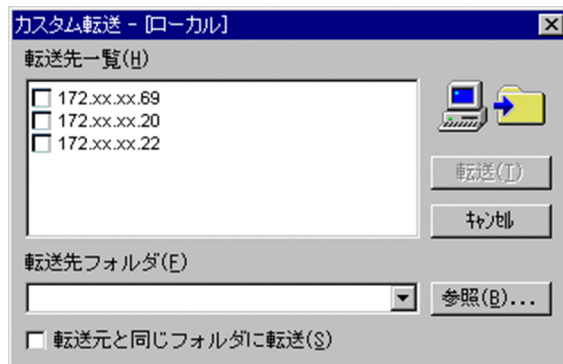 カスタム転送 - [ローカル]
転送先一覧(H)
172.xx.xx.69
172.xx.xx.20
172.xx.xx.22
転送(T)
ｷｬﾝｾﾙ
転送先フォルダ(F)
参照(B)...
転送元と同じフォルダに転送(S)